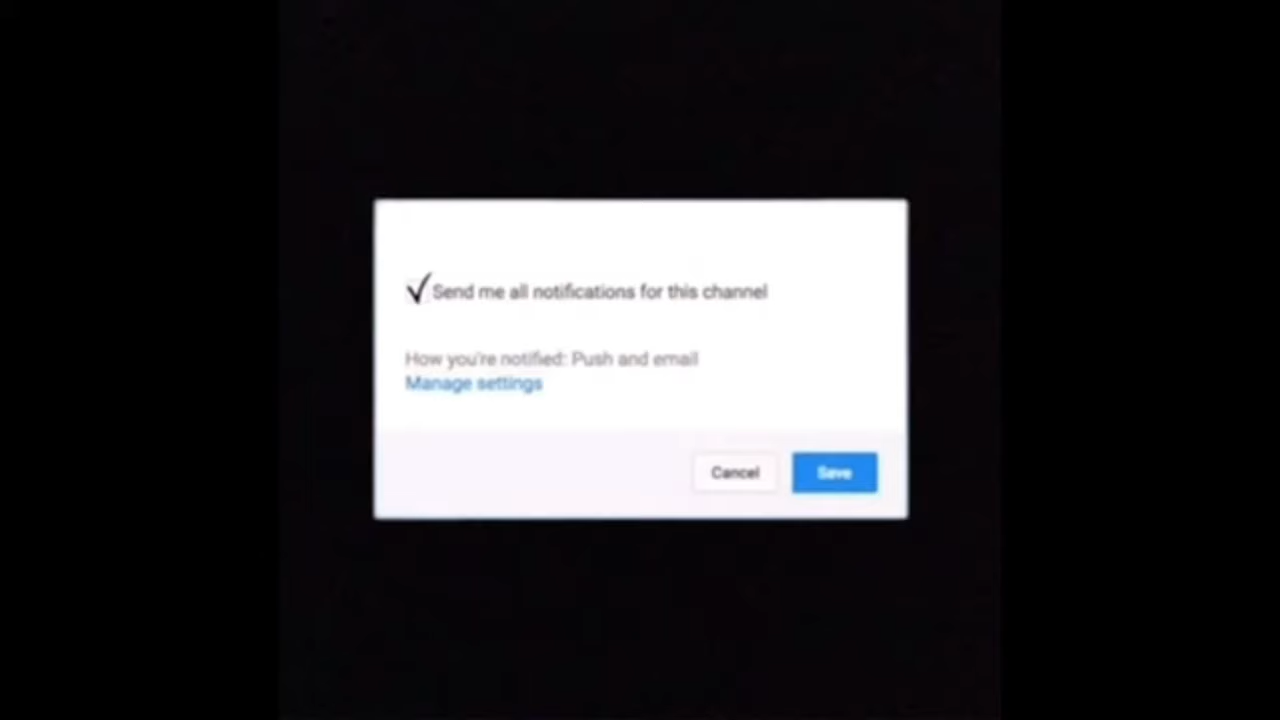 Send me all notifications for this channel
How you're notified: Push and email
Manage settings
Cancel Save